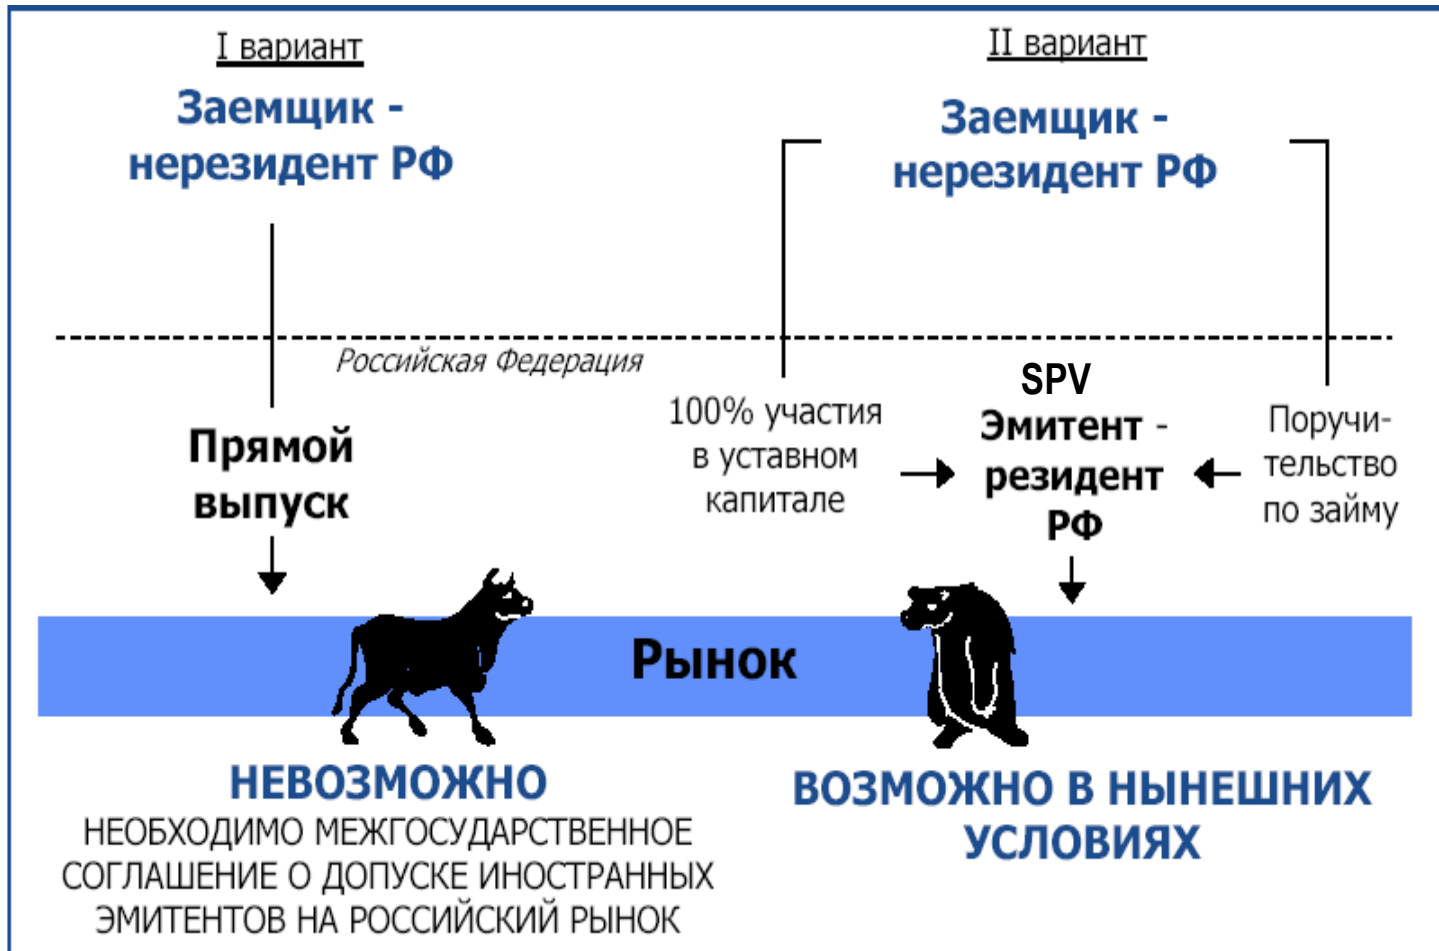 I вариант
Заемщик -
нерезидент РФ
II вариант
Заемщик -
нерезидент РФ
Российская Федерация
Прямой
выпуск
100% участия
в уставном
капитале
SPV
Эмитент -
резидент
РФ
Поручи-
тельство
по займу
Рынок
НЕВОЗМОЖНО
НЕОБХОДИМО МЕЖГОСУДАРСТВЕННОЕ
СОГЛАШЕНИЕ О ДОПУСКЕ ИНОСТРАННЫХ
ЭМИТЕНТОВ НА РОССИЙСКИЙ РЫНОК
ВОЗМОЖНО В НЫНЕШНИХ
УСЛОВИЯХ